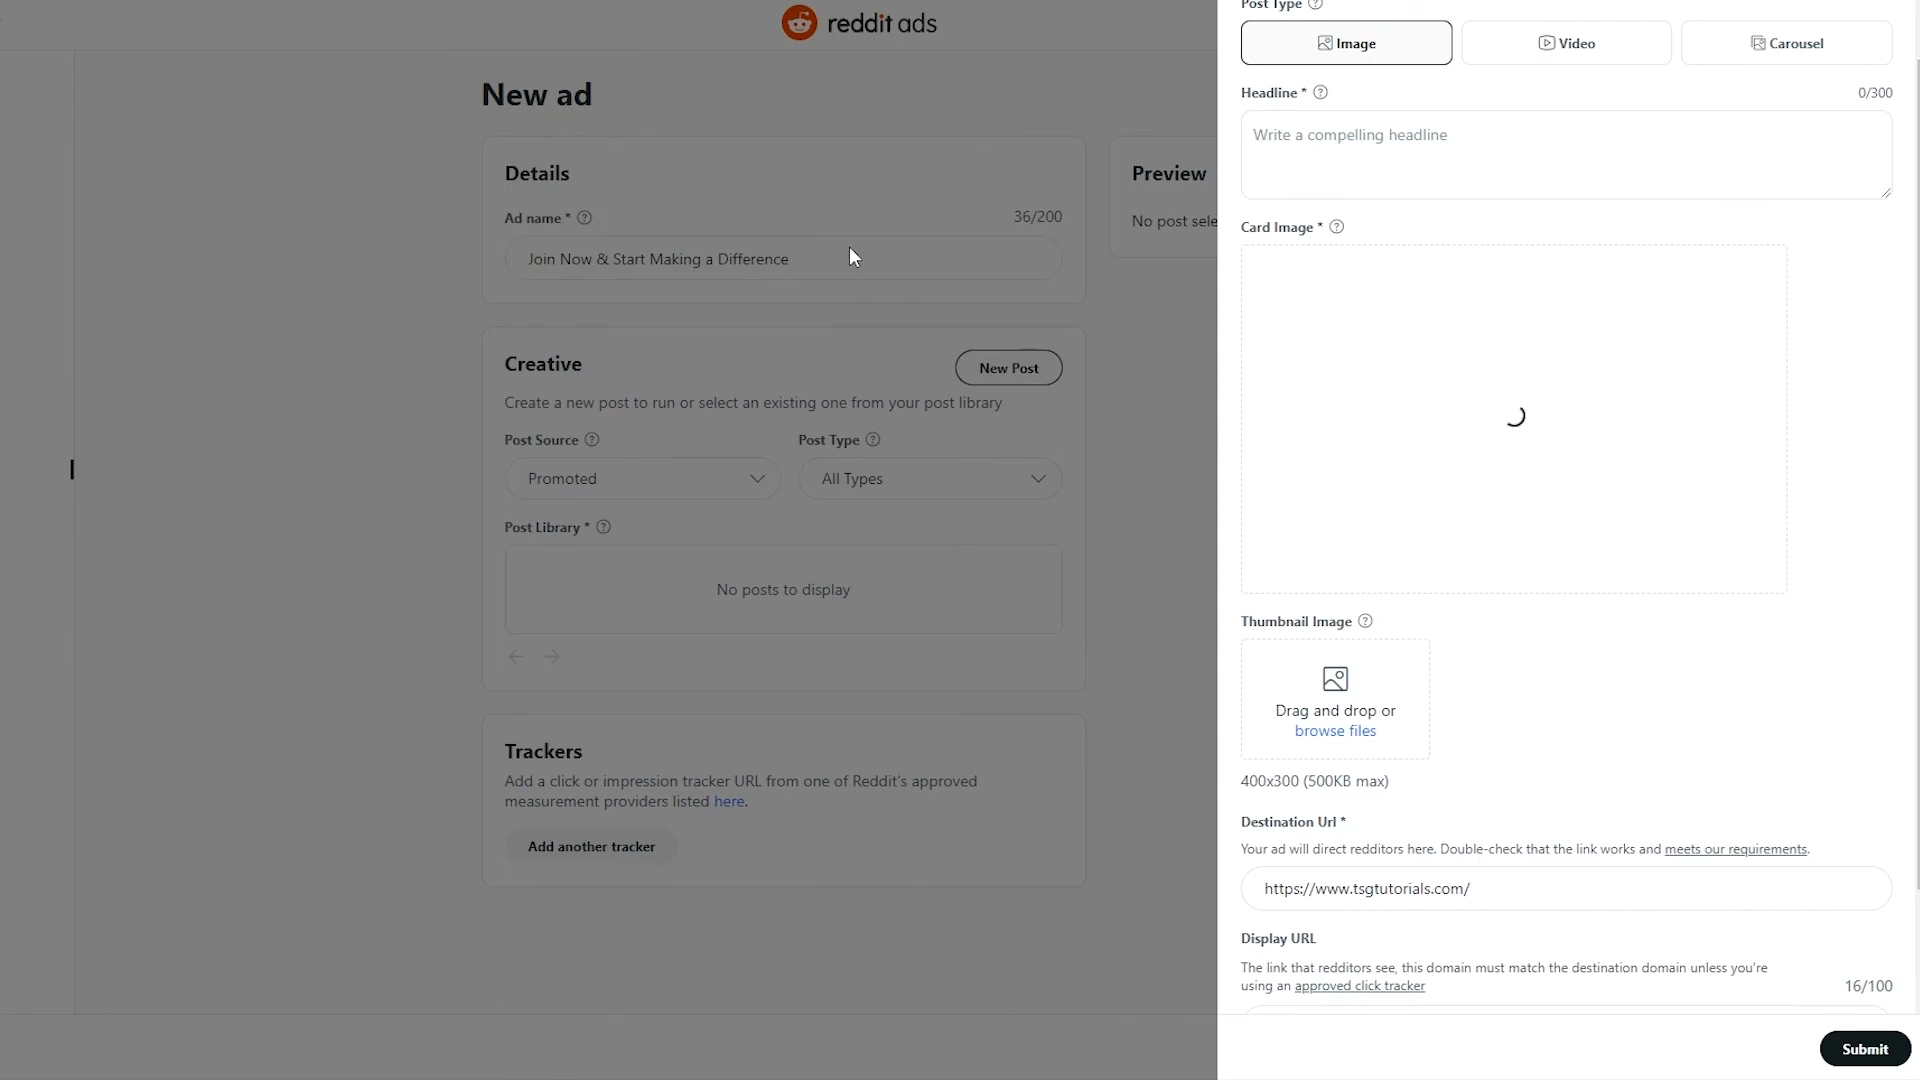 reddit ads
New ad
Details
Ad name *
36/200
Join Now & Start Making a Difference
Creative
New Post
Create a new post to run or select an existing one from your post library
Post Source
Post Type
Promoted
All Types
Post Library *
No posts to display
Trackers
Add a click or impression tracker URL from one of Reddit's approved
measurement providers listed here.
Add another tracker
Preview
No post sele
Post Type
Image
Video
Carousel
Headline *
0/300
Write a compelling headline
Card Image *
Thumbnail Image
Drag and drop or
browse files
400x300 (500KB max)
Destination Url *
Your ad will direct redditors here. Double-check that the link works and meets our requirements.
https://www.tsgtutorials.com/
Display URL
The link that redditors see, this domain must match the destination domain unless you're
using an approved click tracker
16/100
Submit